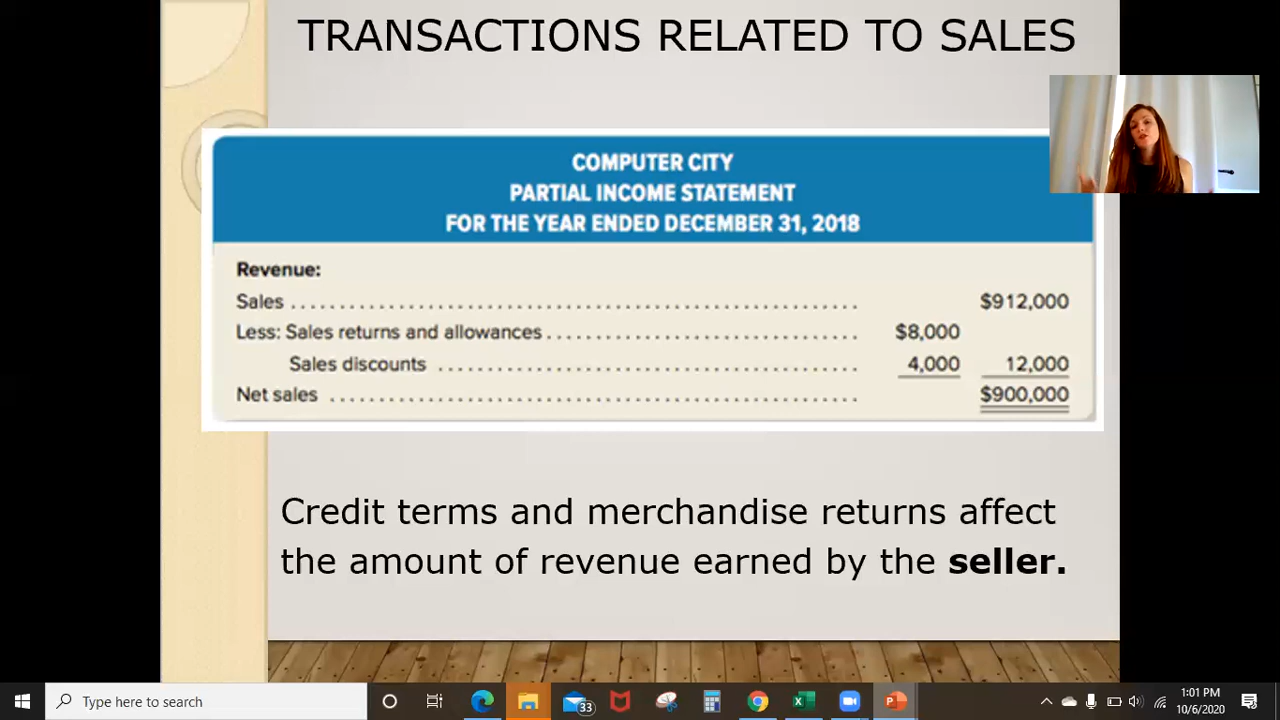 TRANSACTIONS RELATED TO SALES
COMPUTER CITY
PARTIAL INCOME STATEMENT
FOR THE YEAR ENDED DECEMBER 31, 2018
Revenue:
Sales ........................................ $912,000
Less: Sales returns and allowances ........................................ $8,000
Sales discounts ........................................ 4,000 12,000
Net sales ........................................ $900,000
Credit terms and merchandise returns affect
the amount of revenue earned by the seller.
Type here to search
33
1:01 PM
10/6/2020